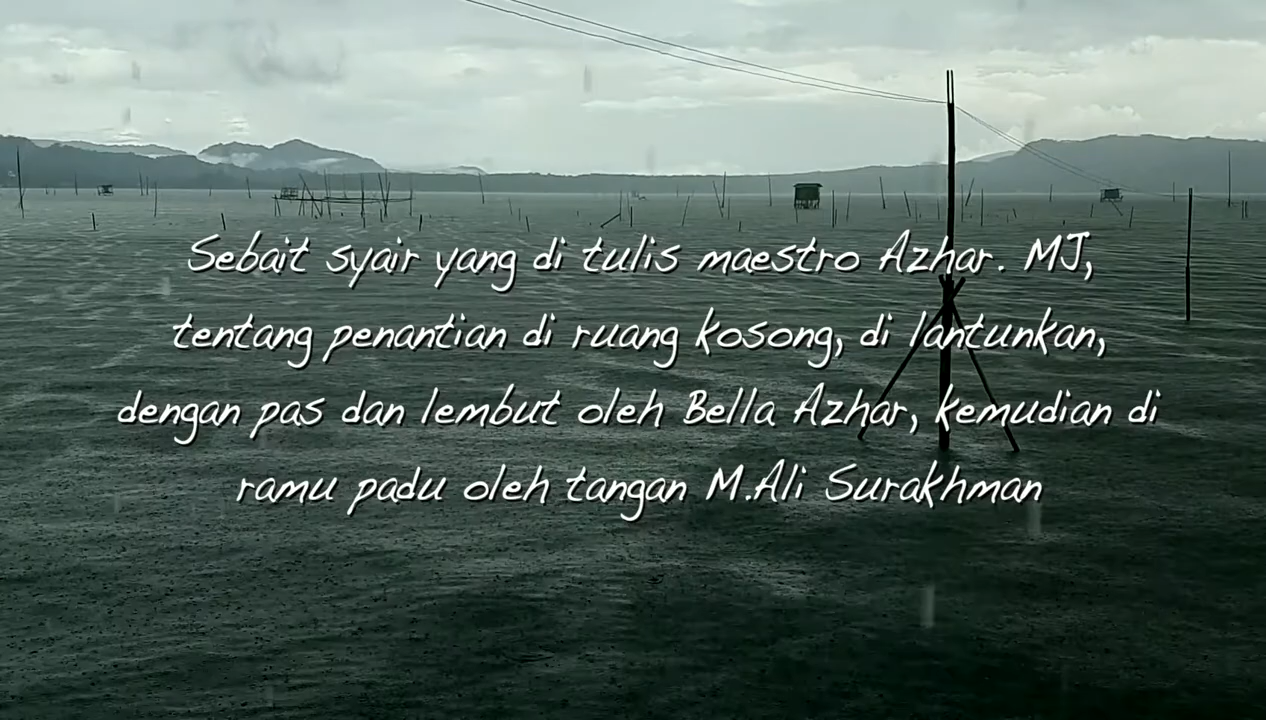 Sebait syair yang di tulis maestro Azhar. MJ,
tentang penantian di ruang kosong, di lantunkan,
dengan pas dan lembut oleh Bella Azhar, kemudian di
ramu padu oleh tangan M.Ali Surakhman